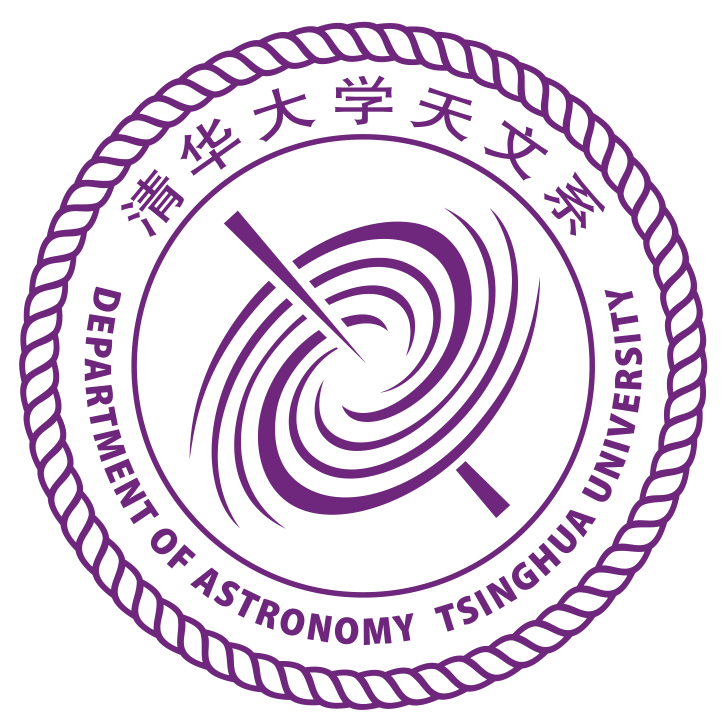 清华大学天文系
DEPARTMENT OF ASTRONOMY TSINGHUA UNIVERSITY